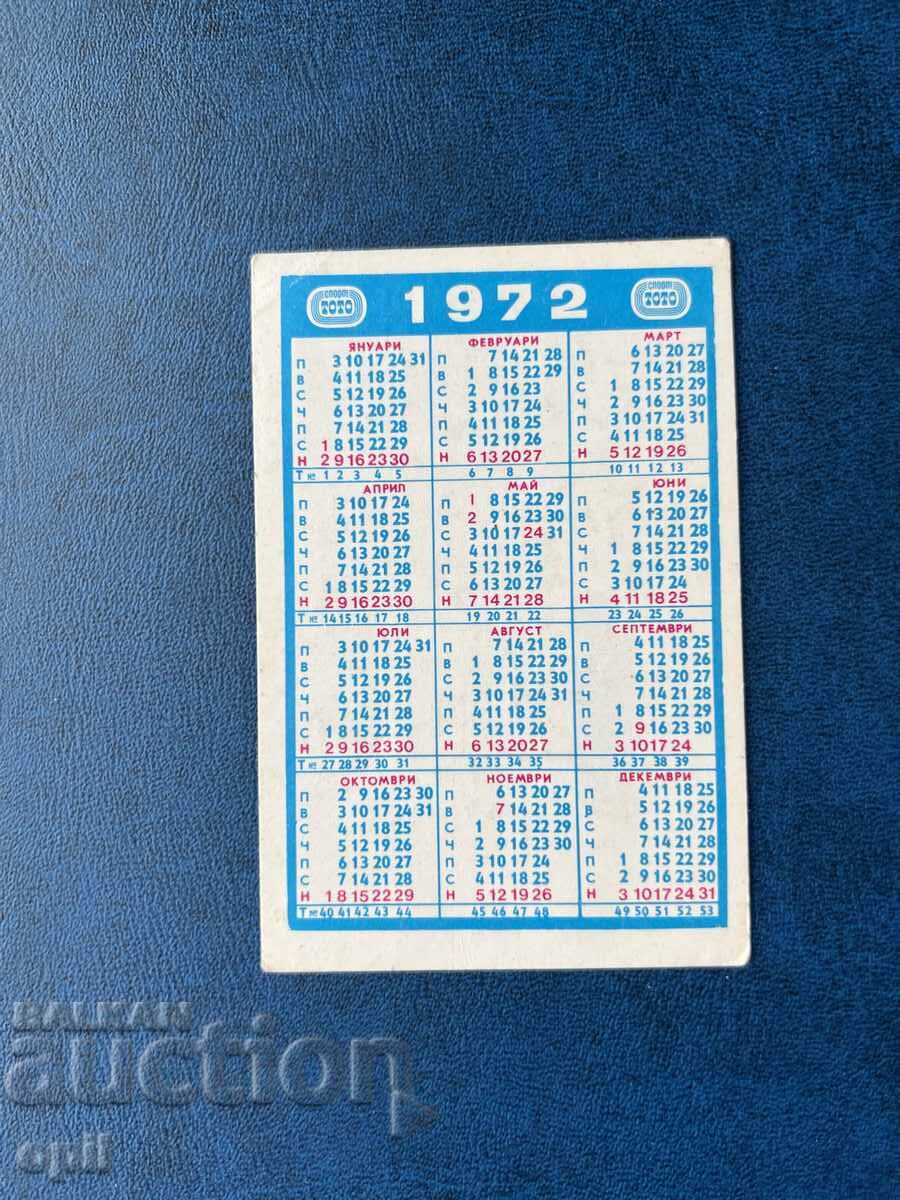 спорт ТОТО 1972 спорт ТОТО
ЯНУАРИ
П 3 10 17 24 31
В 4 11 18 25
С 5 12 19 26
Ч 6 13 20 27
П 7 14 21 28
С 1 8 15 22 29
Н 2 9 16 23 30
Т № 1 2 3 4 5
ФЕВРУАРИ
П 7 14 21 28
В 1 8 15 22 29
С 2 9 16 23
Ч 3 10 17 24
П 4 11 18 25
С 5 12 19 26
Н 6 13 20 27
6 7 8 9
МАРТ
П 6 13 20 27
В 7 14 21 28
С 1 8 15 22 29
Ч 2 9 16 23 30
П 3 10 17 24 31
С 4 11 18 25
Н 5 12 19 26
10 11 12 13
АПРИЛ
П 3 10 17 24
В 4 11 18 25
С 5 12 19 26
Ч 6 13 20 27
П 7 14 21 28
С 1 8 15 22 29
Н 2 9 16 23 30
Т № 14 15 16 17 18
МАЙ
П 1 8 15 22 29
В 2 9 16 23 30
С 3 10 17 24 31
Ч 4 11 18 25
П 5 12 19 26
С 6 13 20 27
Н 7 14 21 28
19 20 21 22
ЮНИ
П 5 12 19 26
В 6 13 20 27
С 7 14 21 28
Ч 1 8 15 22 29
П 2 9 16 23 30
С 3 10 17 24
Н 4 11 18 25
23 24 25 26
ЮЛИ
П 3 10 17 24 31
В 4 11 18 25
С 5 12 19 26
Ч 6 13 20 27
П 7 14 21 28
С 1 8 15 22 29
Н 2 9 16 23 30
Т № 27 28 29 30 31
АВГУСТ
П 7 14 21 28
В 1 8 15 22 29
С 2 9 16 23 30
Ч 3 10 17 24 31
П 4 11 18 25
С 5 12 19 26
Н 6 13 20 27
32 33 34 35
СЕПТЕМВРИ
П 4 11 18 25
В 5 12 19 26
С 6 13 20 27
Ч 7 14 21 28
П 1 8 15 22 29
С 2 9 16 23 30
Н 3 10 17 24
36 37 38 39
ОКТОМВРИ
П 2 9 16 23 30
В 3 10 17 24 31
С 4 11 18 25
Ч 5 12 19 26
П 6 13 20 27
С 7 14 21 28
Н 1 8 15 22 29
Т № 40 41 42 43 44
НОЕМВРИ
П 6 13 20 27
В 7 14 21 28
С 1 8 15 22 29
Ч 2 9 16 23 30
П 3 10 17 24
С 4 11 18 25
Н 5 12 19 26
45 46 47 48
ДЕКЕМВРИ
П 4 11 18 25
В 5 12 19 26
С 6 13 20 27
Ч 7 14 21 28
П 1 8 15 22 29
С 2 9 16 23 30
Н 3 10 17 24 31
49 50 51 52 53
BALKAN
auction
opil